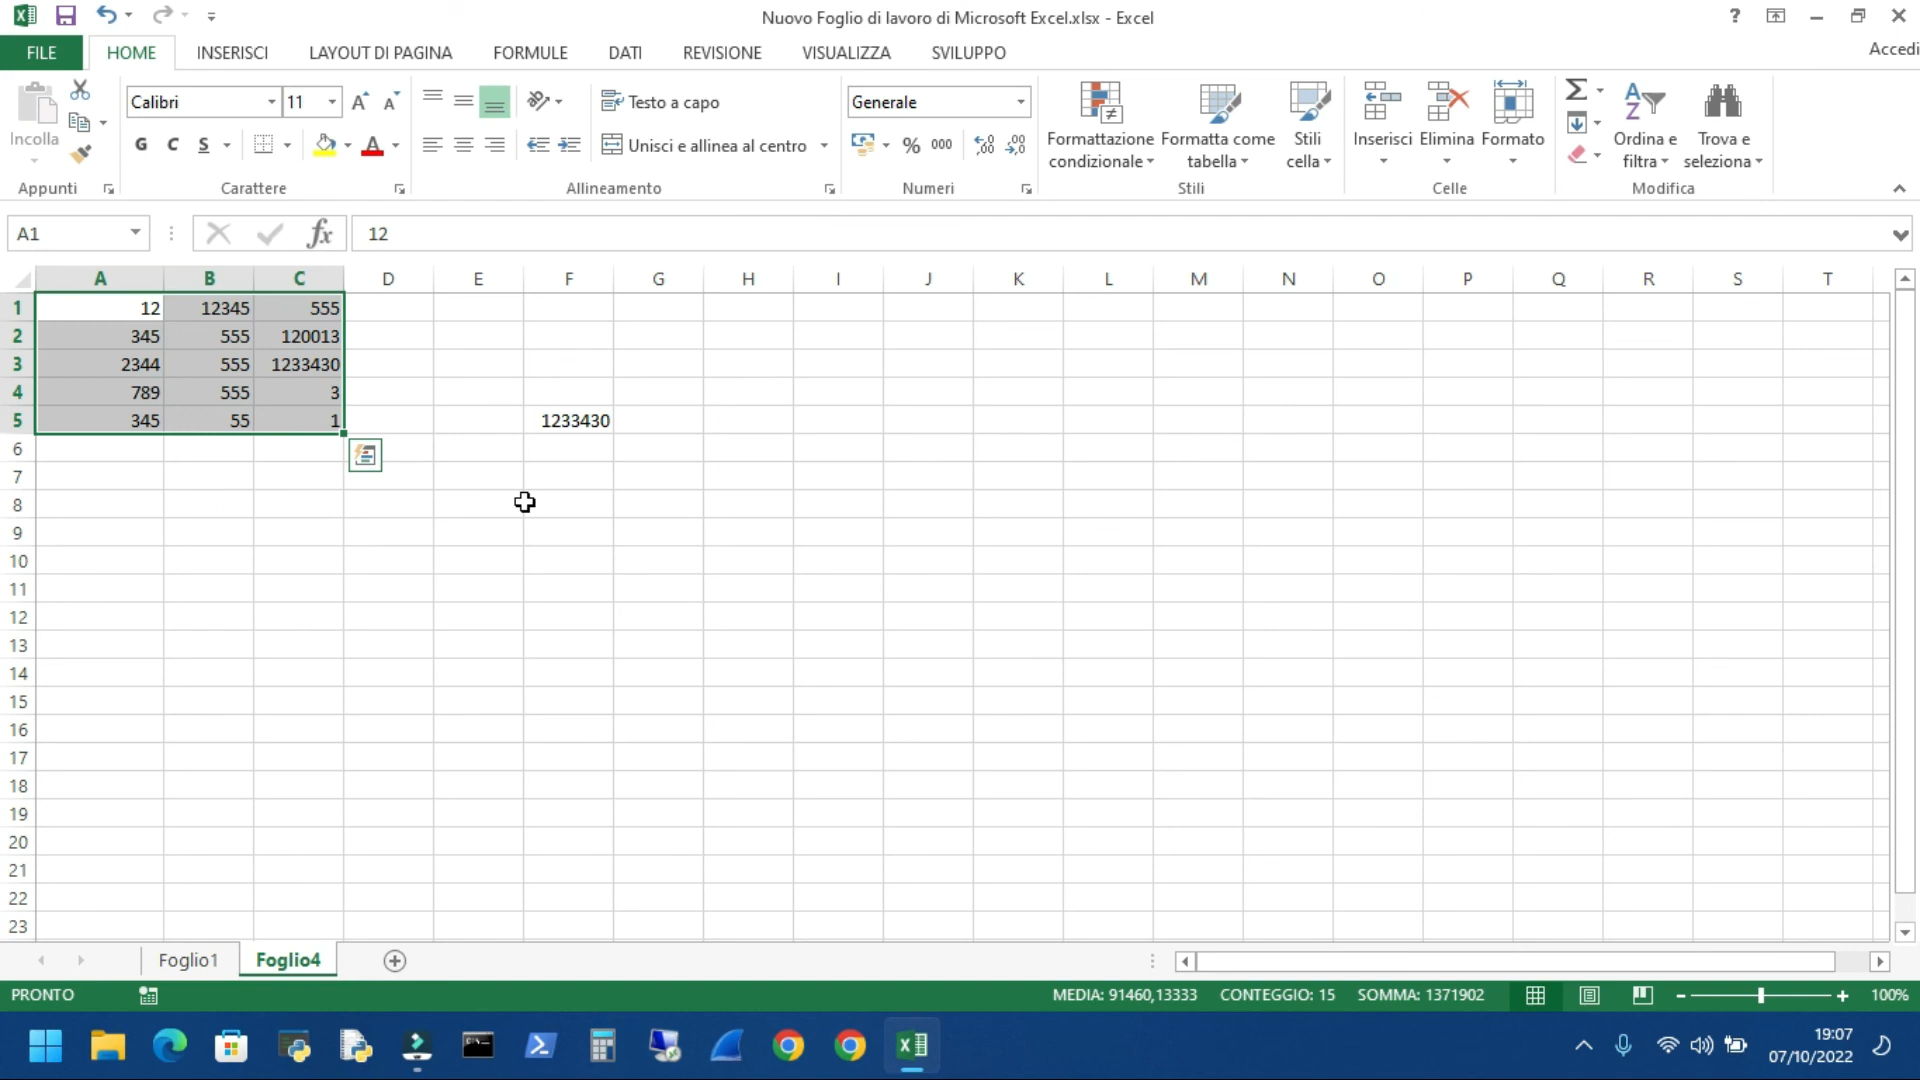 Nuovo Foglio di lavoro di Microsoft Excel.xlsx - Excel
?
FILE HOME INSERISCI LAYOUT DI PAGINA FORMULE DATI REVISIONE VISUALIZZA SVILUPPO Accedi
Incolla
Appunti
Calibri 11
G C S
Carattere
Testo a capo
Unisci e allinea al centro
Allineamento
Generale
% 000
Numeri
Formattazione condizionale
Formatta come tabella
Stili cella
Stili
Inserisci Elimina Formato
Celle
Ordina e filtra
Trova e seleziona
Modifica
A1 fx 12
A B C D E F G H I J K L M N O P Q R S T
1 12 12345 555
2 345 555 120013
3 2344 555 1233430
4 789 555 3
5 345 55 1 1233430
6
7
8
9
10
11
12
13
14
15
16
17
18
19
20
21
22
23
Foglio1 Foglio4
PRONTO MEDIA: 91460,13333 CONTEGGIO: 15 SOMMA: 1371902 100%
19:07
07/10/2022